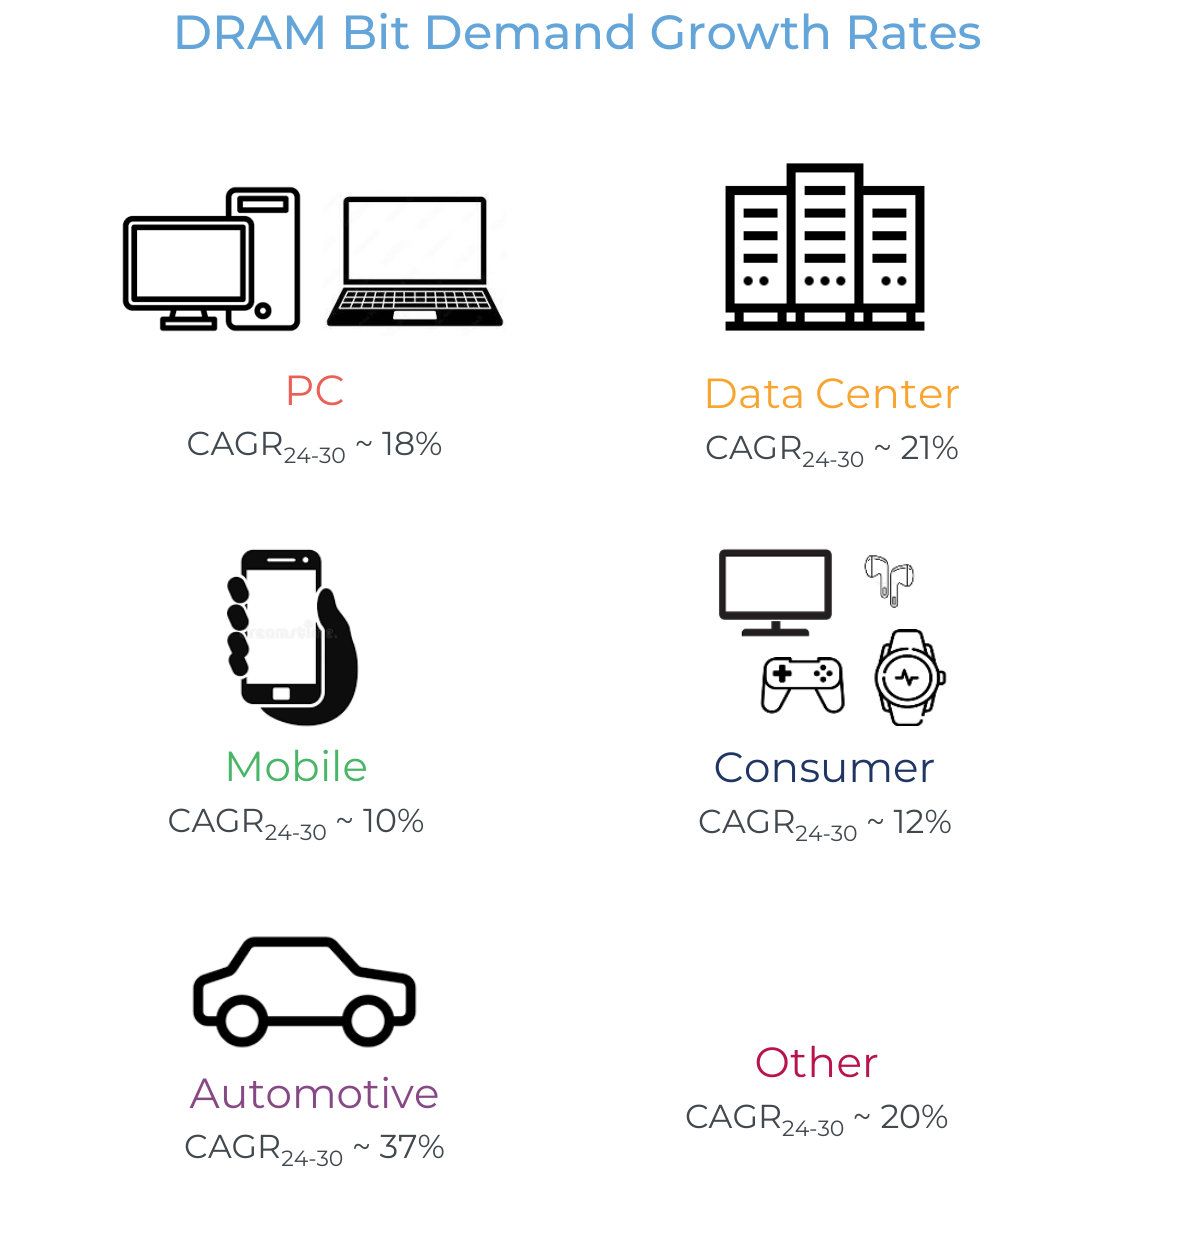 DRAM Bit Demand Growth Rates
PC
CAGR24-30 ~ 18%
Data Center
CAGR24-30 ~ 21%
Mobile
CAGR24-30 ~ 10%
Consumer
CAGR24-30 ~ 12%
Automotive
CAGR24-30 ~ 37%
Other
CAGR24-30 ~ 20%